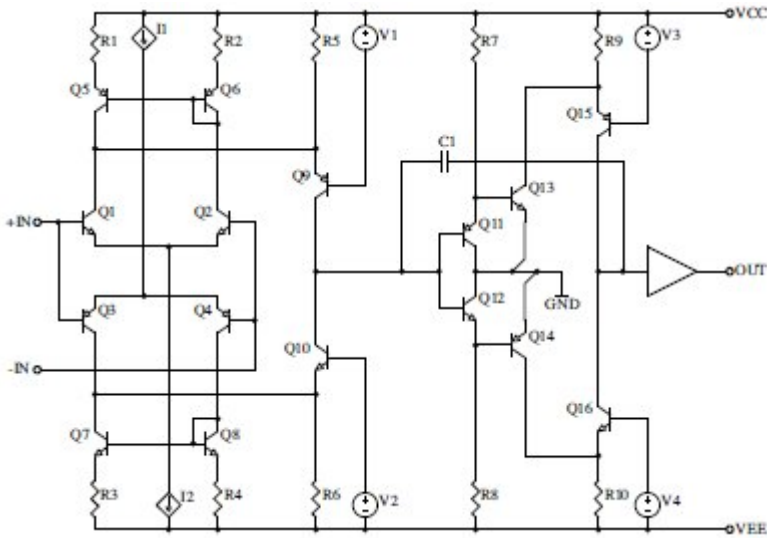 VCC
R1
I1
R2
R5
V1
R7
R9
V3
Q5
Q6
Q15
C1
Q9
Q13
+IN
Q1
Q2
Q11
OUT
GND
Q12
Q3
Q4
Q14
Q10
-IN
Q16
Q7
Q8
R3
I2
R4
R6
V2
R8
R10
V4
VEE